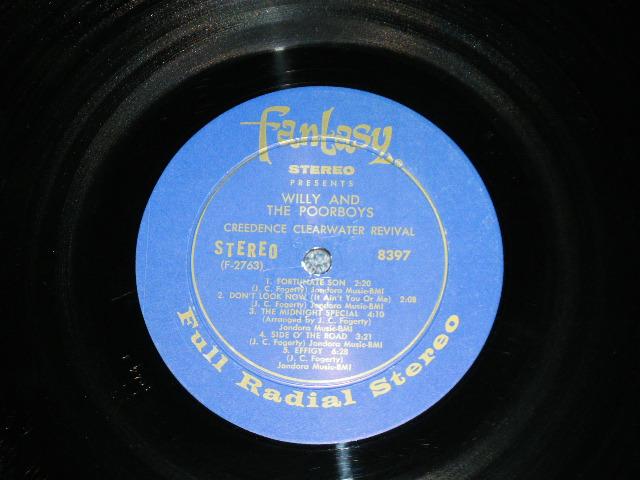 Fantasy
STEREO
PRESENTS
WILLY AND
THE POORBOYS
CREEDENCE CLEARWATER REVIVAL
STEREO 8397
(F-2763)
1. FORTUNATE SON 2:20
(J. C. Fogerty) Jondora Music-BMI
2. DON'T LOOK NOW (It Ain't You Or Me) 2:08
(J. C. Fogerty) Jondora Music-BMI
3. THE MIDNIGHT SPECIAL 4:10
(Arranged by J. C. Fogerty)
Jondora Music-BMI
4. SIDE O' THE ROAD 3:21
(J. C. Fogerty) Jondora Music-BMI
5. EFFIGY 6:28
(J. C. Fogerty)
Jondora Music-BMI
Full Radial Stereo